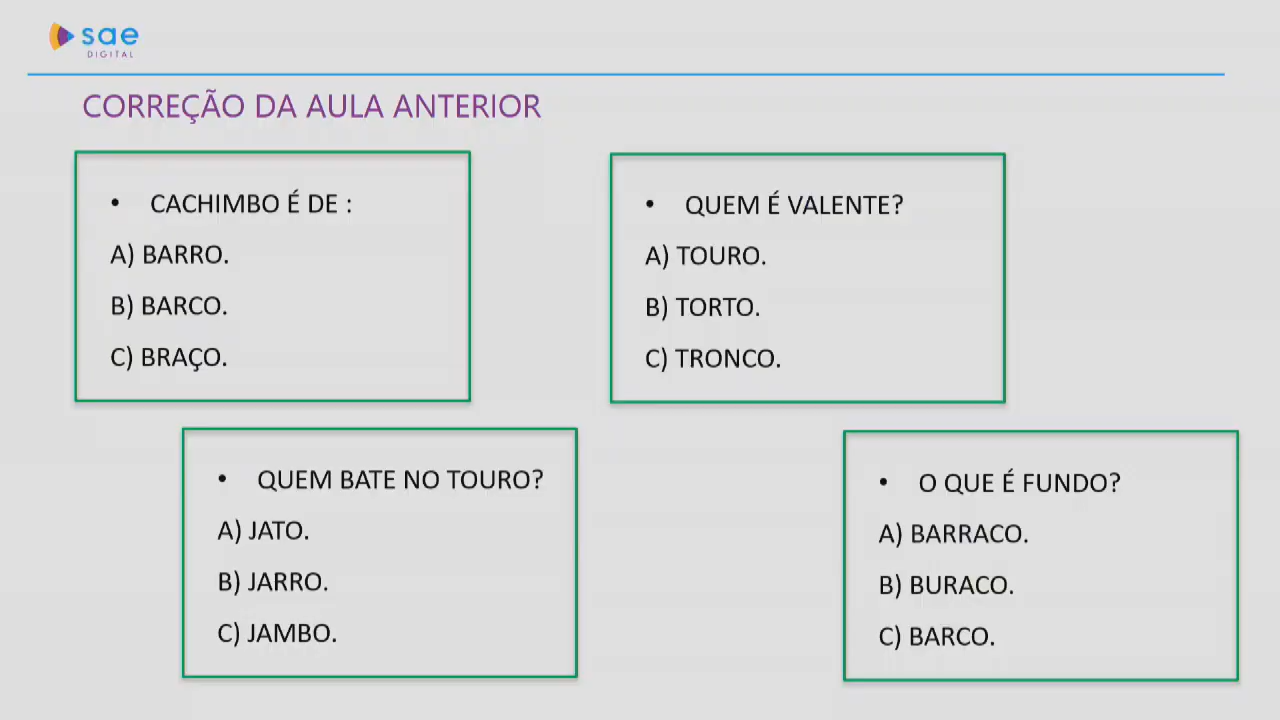 sae
DIGITAL
CORREÇÃO DA AULA ANTERIOR
• CACHIMBO É DE :
A) BARRO.
B) BARCO.
C) BRAÇO.
• QUEM É VALENTE?
A) TOURO.
B) TORTO.
C) TRONCO.
• QUEM BATE NO TOURO?
A) JATO.
B) JARRO.
C) JAMBO.
• O QUE É FUNDO?
A) BARRACO.
B) BURACO.
C) BARCO.